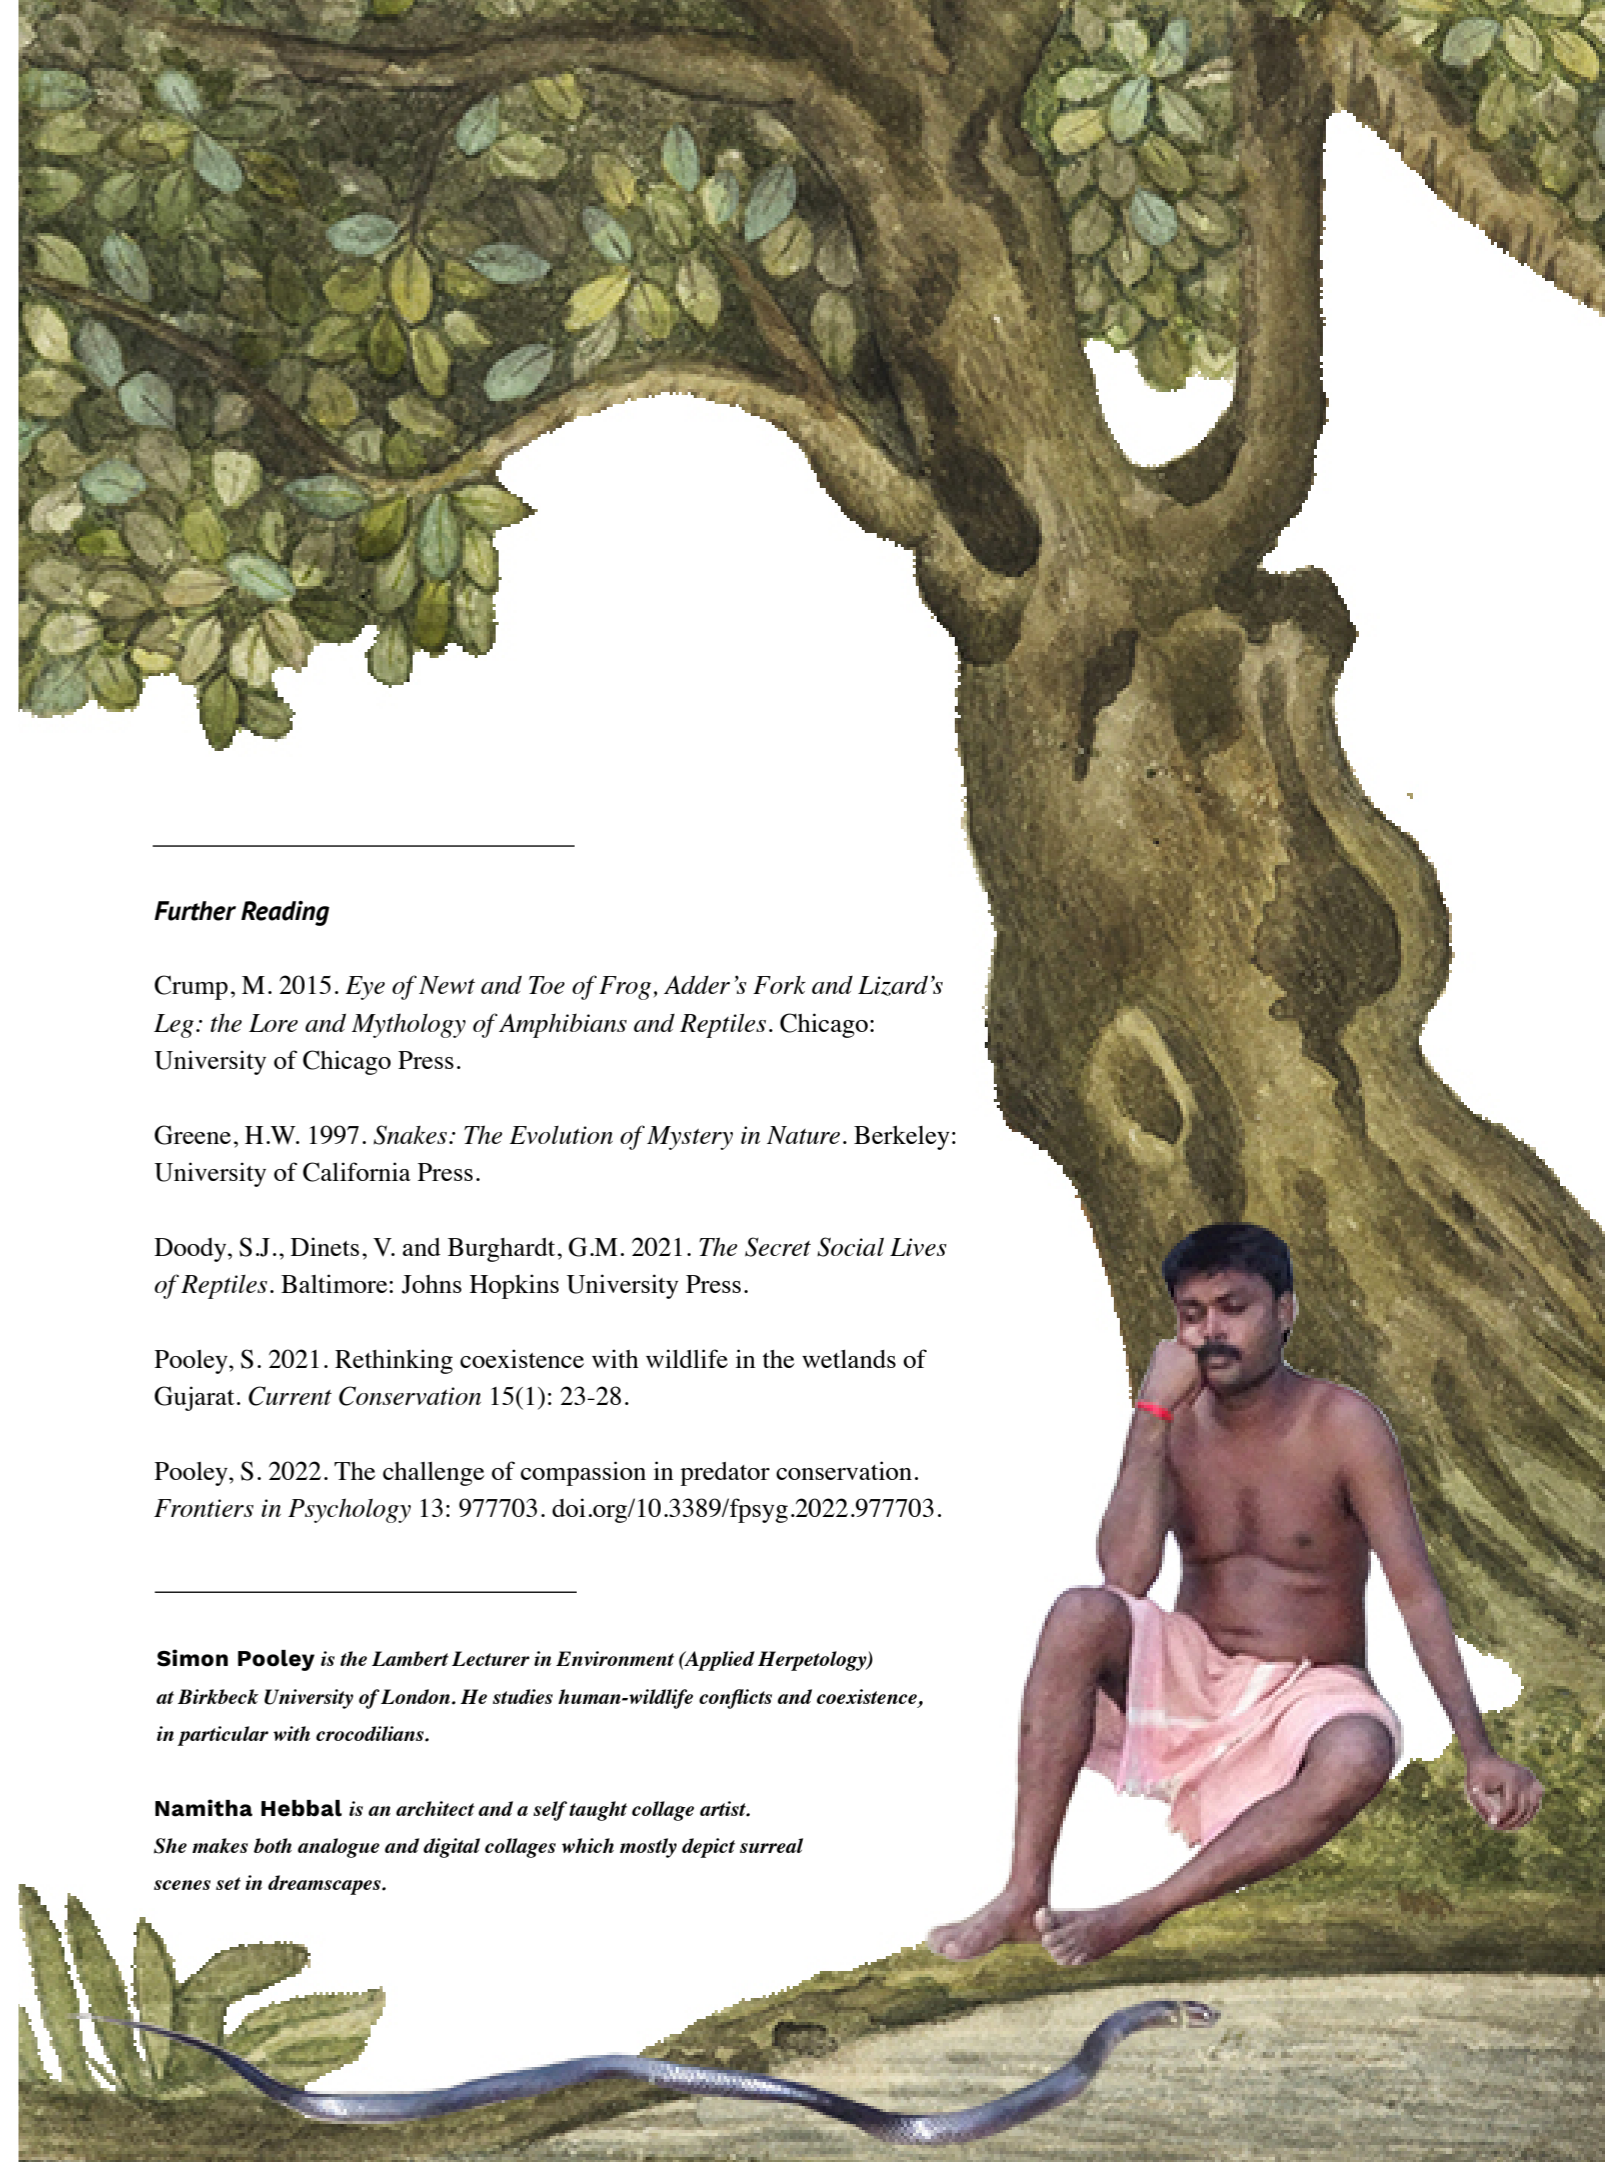 Further Reading
Crump, M. 2015. Eye of Newt and Toe of Frog, Adder’s Fork and Lizard’s
Leg: the Lore and Mythology of Amphibians and Reptiles. Chicago:
University of Chicago Press.
Greene, H.W. 1997. Snakes: The Evolution of Mystery in Nature. Berkeley:
University of California Press.
Doody, S.J., Dinets, V. and Burghardt, G.M. 2021. The Secret Social Lives
of Reptiles. Baltimore: Johns Hopkins University Press.
Pooley, S. 2021. Rethinking coexistence with wildlife in the wetlands of
Gujarat. Current Conservation 15(1): 23-28.
Pooley, S. 2022. The challenge of compassion in predator conservation.
Frontiers in Psychology 13: 977703. doi.org/10.3389/fpsyg.2022.977703.
Simon Pooley is the Lambert Lecturer in Environment (Applied Herpetology)
at Birkbeck University of London. He studies human-wildlife conflicts and coexistence,
in particular with crocodilians.
Namitha Hebbal is an architect and a self taught collage artist.
She makes both analogue and digital collages which mostly depict surreal
scenes set in dreamscapes.